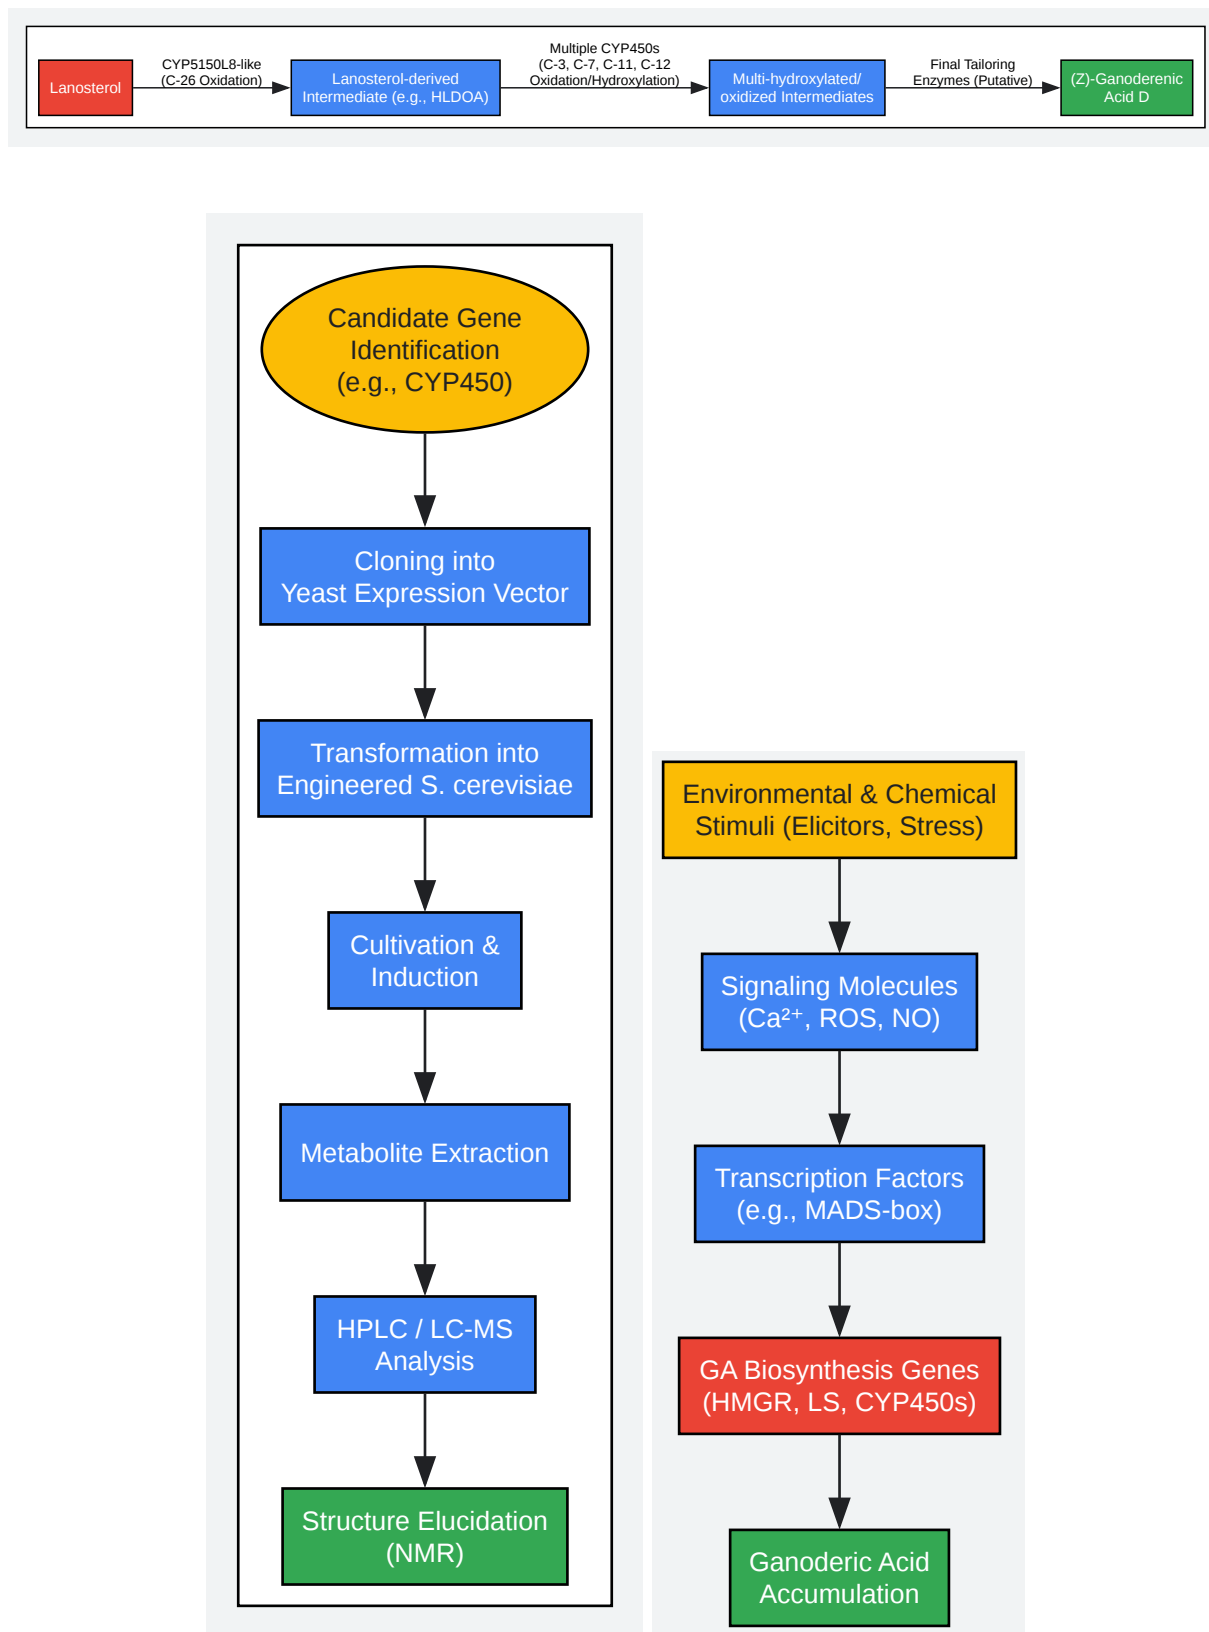 Lanosterol
CYP5150L8-like
(C-26 Oxidation)
Lanosterol-derived
Intermediate (e.g., HLDOA)
Multiple CYP450s
(C-3, C-7, C-11, C-12
Oxidation/Hydroxylation)
Multi-hydroxylated/
oxidized Intermediates
Final Tailoring
Enzymes (Putative)
(Z)-Ganoderenic
Acid D
Candidate Gene
Identification
(e.g., CYP450)
Cloning into
Yeast Expression Vector
Transformation into
Engineered S. cerevisiae
Cultivation &
Induction
Metabolite Extraction
HPLC / LC-MS
Analysis
Structure Elucidation
(NMR)
Environmental & Chemical
Stimuli (Elicitors, Stress)
Signaling Molecules
(Ca²⁺, ROS, NO)
Transcription Factors
(e.g., MADS-box)
GA Biosynthesis Genes
(HMGR, LS, CYP450s)
Ganoderic Acid
Accumulation